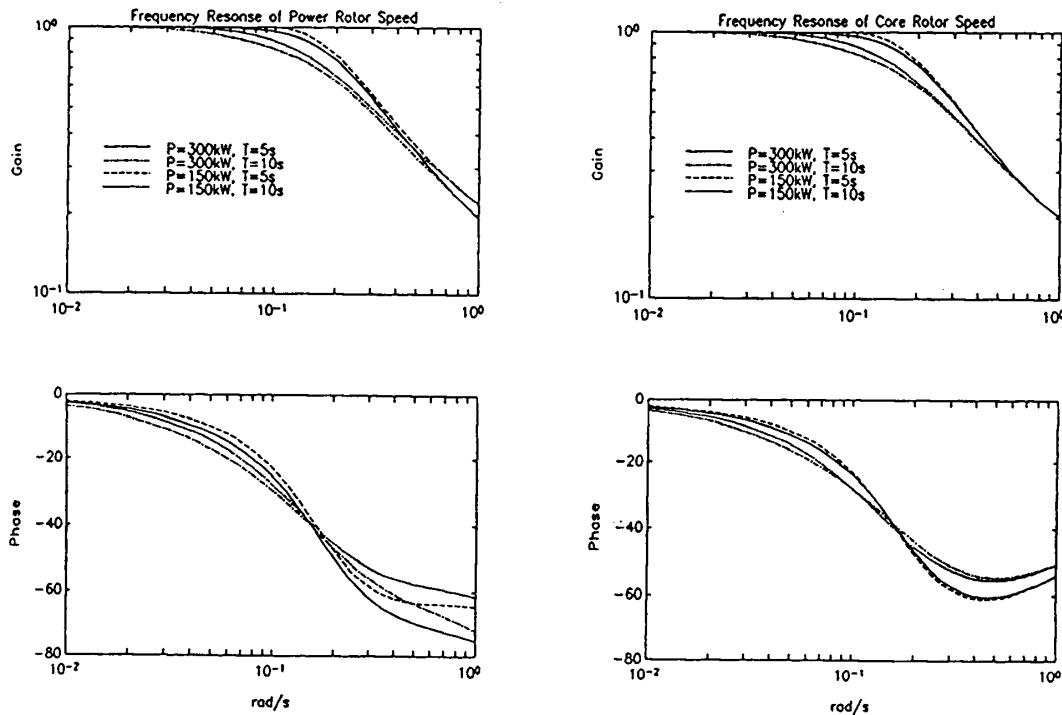 Frequency Resonse of Power Rotor Speed
10⁰
Gain
P=300kW, T=5s
P=300kW, T=10s
P=150kW, T=5s
P=150kW, T=10s
10⁻¹
10⁻²
10⁻¹
10⁰
Frequency Resonse of Core Rotor Speed
10⁰
Gain
P=300kW, T=5s
P=300kW, T=10s
P=150kW, T=5s
P=150kW, T=10s
10⁻¹
10⁻²
10⁻¹
10⁰
0
-20
-40
-60
-80
Phase
10⁻²
10⁻¹
10⁰
rad/s
0
-20
-40
-60
-80
Phase
10⁻²
10⁻¹
10⁰
rad/s